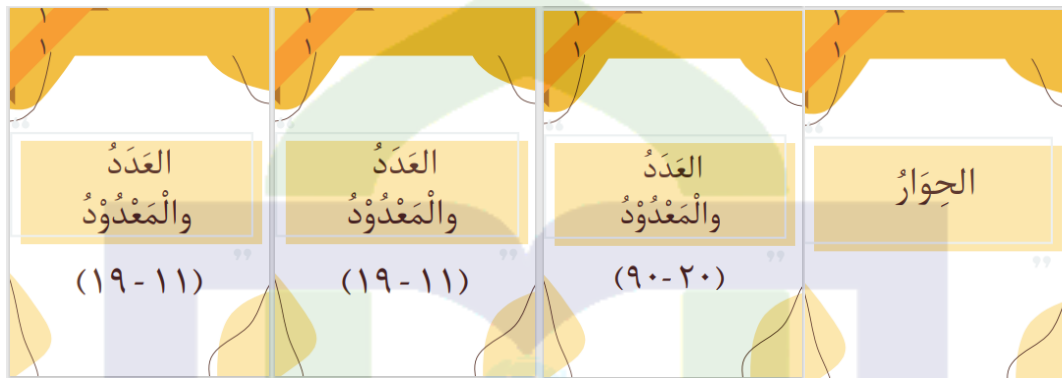 الحِوَارُ
العَدَدُ
والْمَعْدُوْدُ
(٢٠-٩٠)
العَدَدُ
والْمَعْدُوْدُ
(١١ - ١٩)
العَدَدُ
والْمَعْدُوْدُ
(١١ - ١٩)